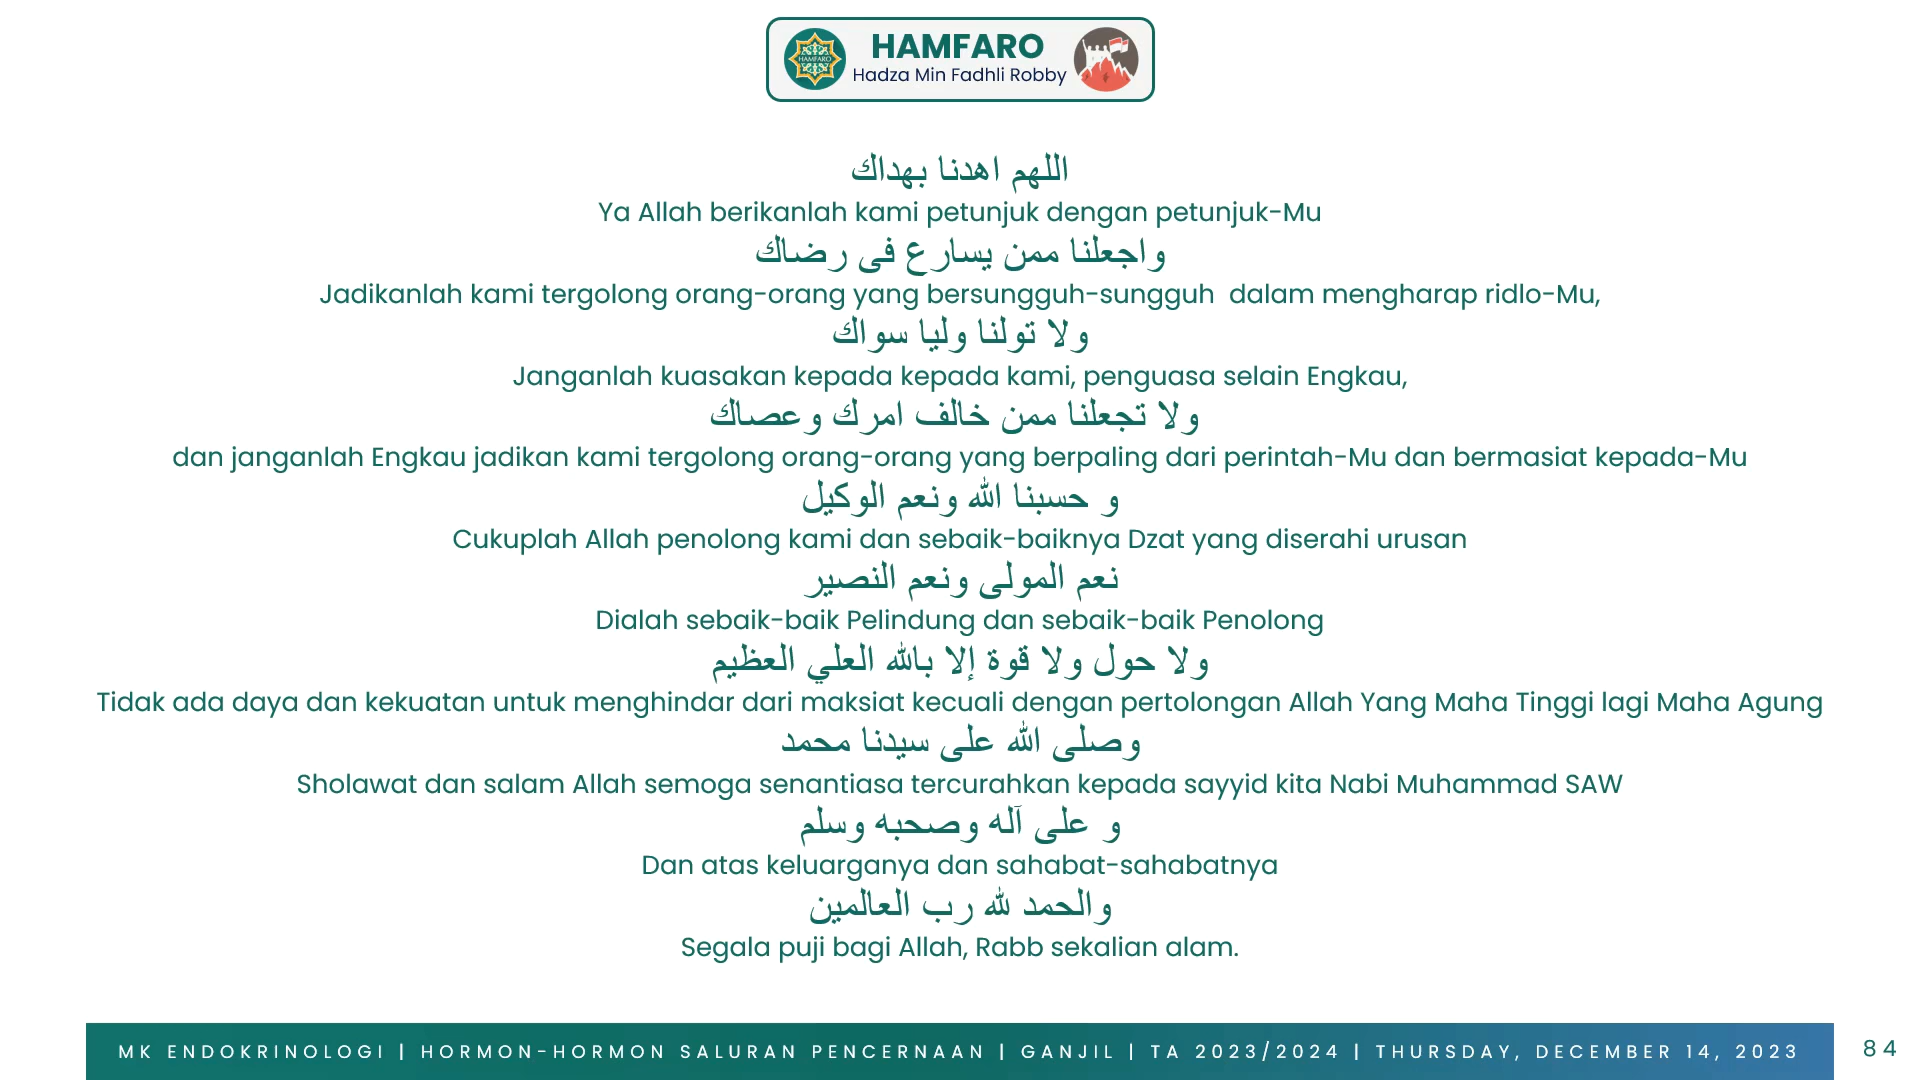 HAMFARO
HAMFARO
Hadza Min Fadhli Robby
اللهم اهدنا بهداك
Ya Allah berikanlah kami petunjuk dengan petunjuk-Mu
واجعلنا ممن يسارع فى رضاك
Jadikanlah kami tergolong orang-orang yang bersungguh-sungguh dalam mengharap ridlo-Mu,
ولا تولنا وليا سواك
Janganlah kuasakan kepada kepada kami, penguasa selain Engkau,
ولا تجعلنا ممن خالف امرك وعصاك
dan janganlah Engkau jadikan kami tergolong orang-orang yang berpaling dari perintah-Mu dan bermasiat kepada-Mu
و حسبنا الله ونعم الوكيل
Cukuplah Allah penolong kami dan sebaik-baiknya Dzat yang diserahi urusan
نعم المولى ونعم النصير
Dialah sebaik-baik Pelindung dan sebaik-baik Penolong
ولا حول ولا قوة إلا بالله العلي العظيم
Tidak ada daya dan kekuatan untuk menghindar dari maksiat kecuali dengan pertolongan Allah Yang Maha Tinggi lagi Maha Agung
وصلى الله على سيدنا محمد
Sholawat dan salam Allah semoga senantiasa tercurahkan kepada sayyid kita Nabi Muhammad SAW
و على آله وصحبه وسلم
Dan atas keluarganya dan sahabat-sahabatnya
والحمد لله رب العالمين
Segala puji bagi Allah, Rabb sekalian alam.
MK ENDOKRINOLOGI | HORMON-HORMON SALURAN PENCERNAAN | GANJIL | TA 2023/2024 | THURSDAY, DECEMBER 14, 2023
84